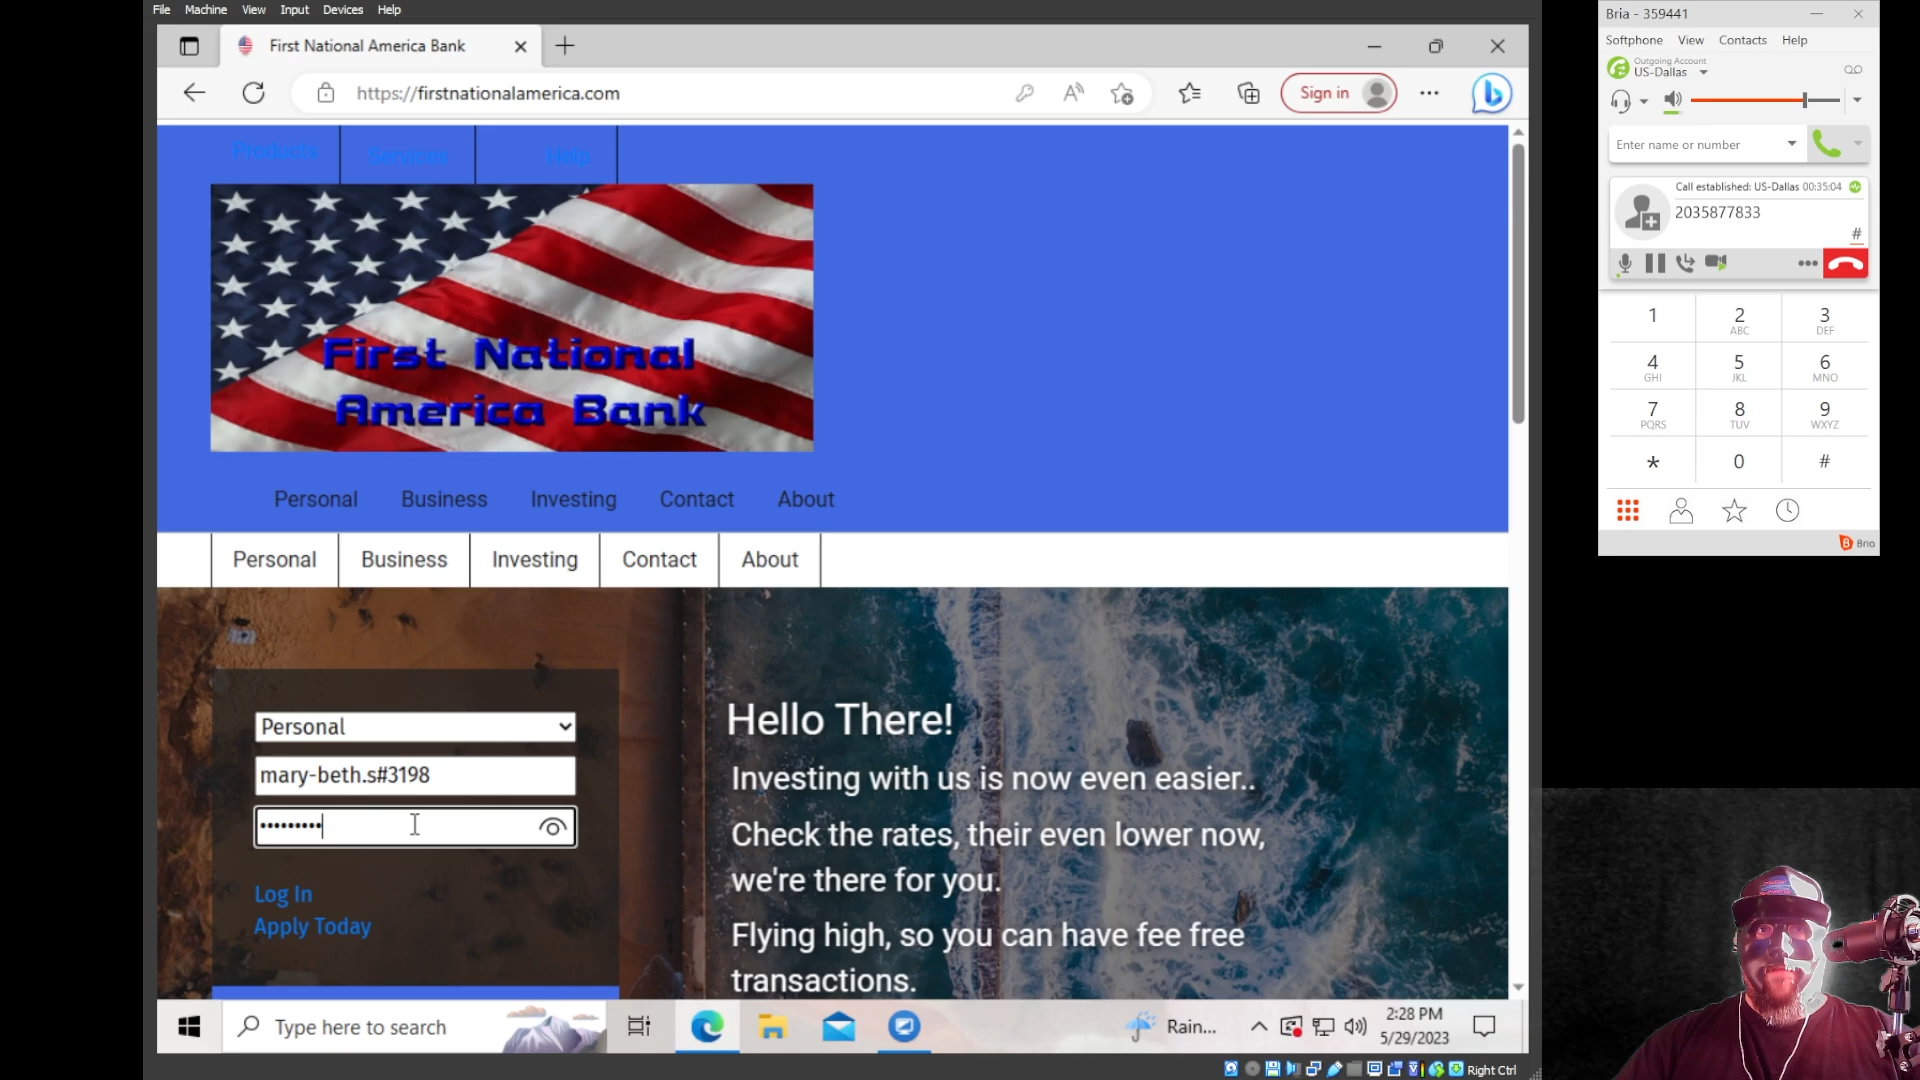 File Machine View Input Devices Help
First National America Bank
https://firstnationalamerica.com
Sign in
Products Services Help
First National
America Bank
Personal Business Investing Contact About
Personal Business Investing Contact About
Personal
mary-beth.s#3198
•••••••••
Log In
Apply Today
Hello There!
Investing with us is now even easier..
Check the rates, their even lower now,
we're there for you.
Flying high, so you can have fee free
transactions.
Type here to search
Rain...
2:28 PM
5/29/2023
Right Ctrl
Bria - 359441
Softphone View Contacts Help
Outgoing Account
US-Dallas
Enter name or number
Call established: US-Dallas 00:35:04
2035877833
#
1 2 3
ABC DEF
4 5 6
GHI JKL MNO
7 8 9
PQRS TUV WXYZ
* 0 #
Bria